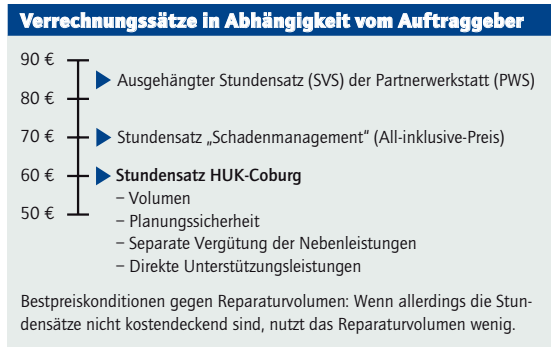 Verrechnungssätze in Abhängigkeit vom Auftraggeber
90 €
Ausgehängter Stundensatz (SVS) der Partnerwerkstatt (PWS)
80 €
70 €
Stundensatz „Schadenmanagement“ (All-inklusive-Preis)
60 €
Stundensatz HUK-Coburg
– Volumen
50 €
– Planungssicherheit
– Separate Vergütung der Nebenleistungen
– Direkte Unterstützungsleistungen
Bestpreiskonditionen gegen Reparaturvolumen: Wenn allerdings die Stun-
densätze nicht kostendeckend sind, nutzt das Reparaturvolumen wenig.